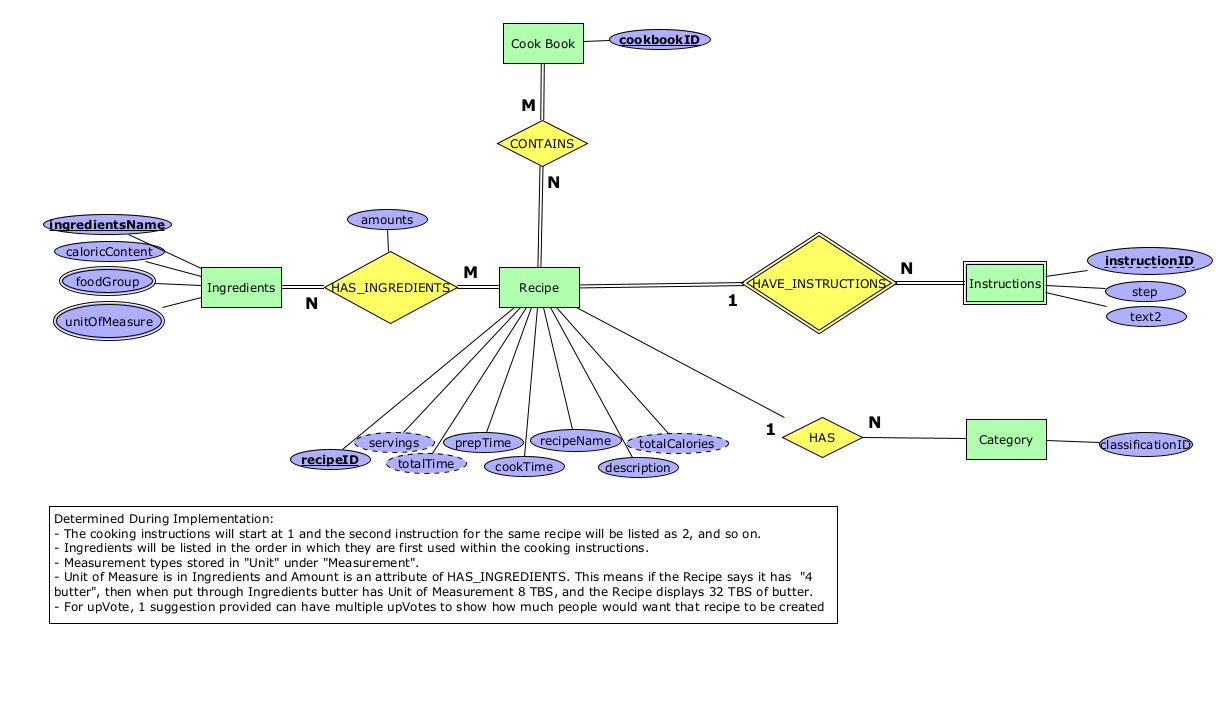 Cook Book
cookbookID
M
CONTAINS
N
ingredientsName
caloricContent
foodGroup
unitOfMeasure
Ingredients
N
amounts
HAS_INGREDIENTS
M
Recipe
1
HAVE_INSTRUCTIONS
N
Instructions
instructionID
step
text2
recipeID
servings
totalTime
prepTime
cookTime
recipeName
description
totalCalories
1
HAS
N
Category
classificationID
Determined During Implementation:
- The cooking instructions will start at 1 and the second instruction for the same recipe will be listed as 2, and so on.
- Ingredients will be listed in the order in which they are first used within the cooking instructions.
- Measurement types stored in "Unit" under "Measurement".
- Unit of Measure is in Ingredients and Amount is an attribute of HAS_INGREDIENTS. This means if the Recipe says it has "4
butter", then when put through Ingredients butter has Unit of Measurement 8 TBS, and the Recipe displays 32 TBS of butter.
- For upVote, 1 suggestion provided can have multiple upVotes to show how much people would want that recipe to be created